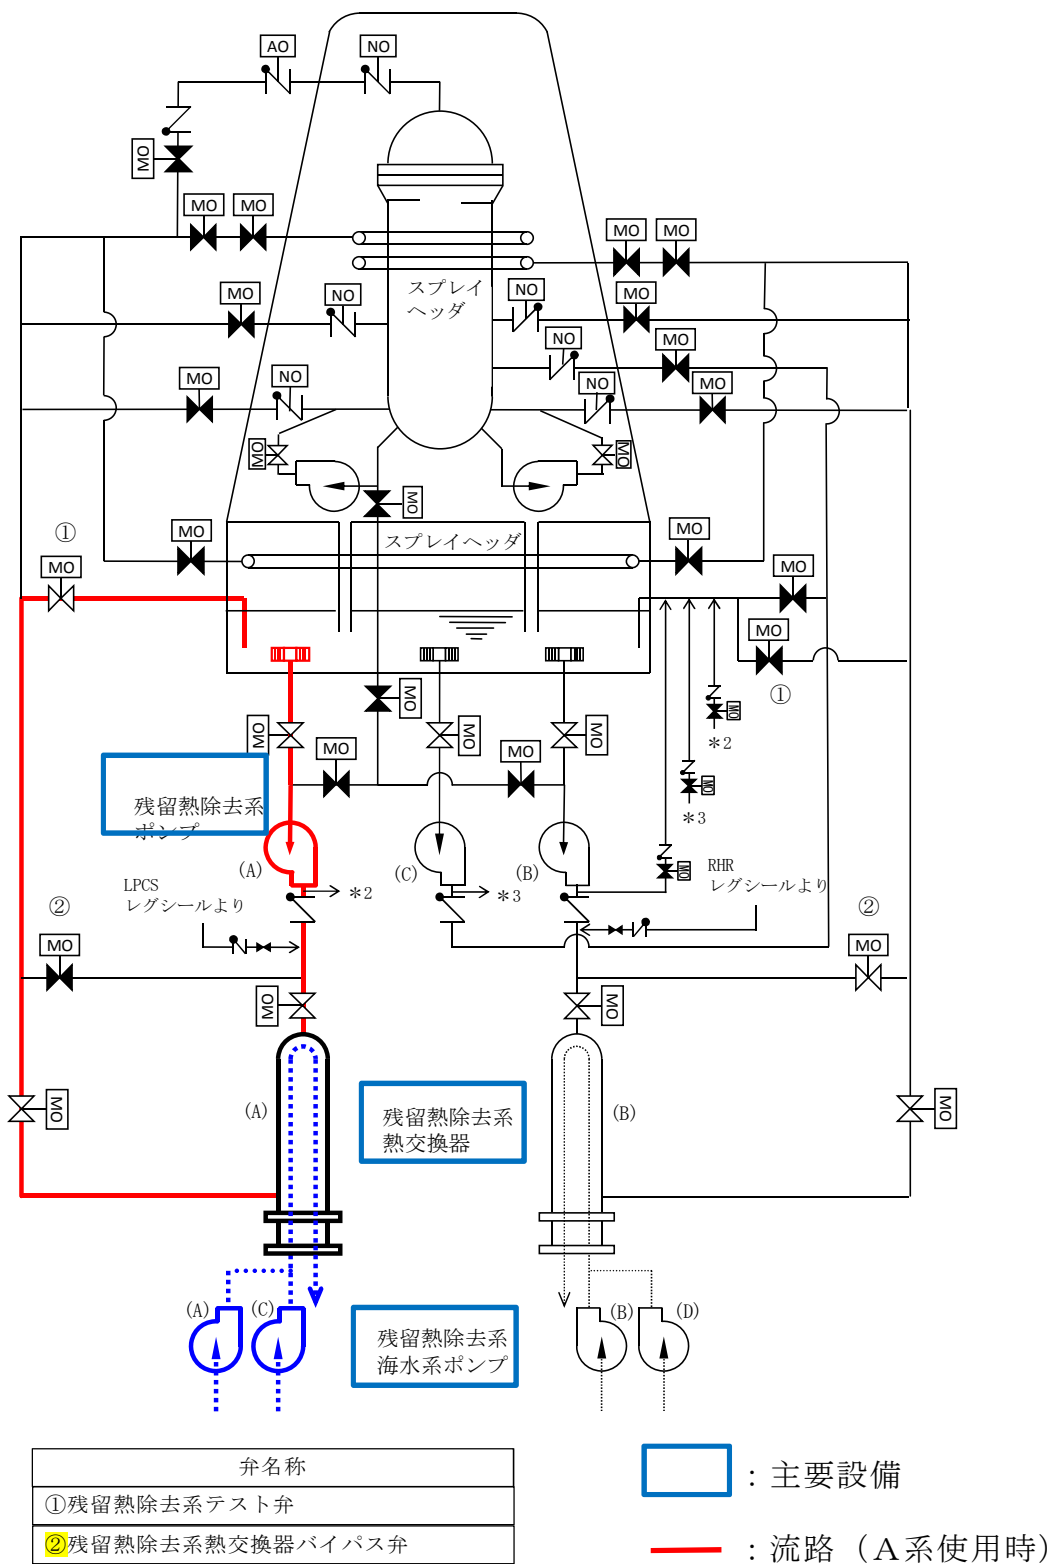 AO
NO
MO
MO
MO
MO
MO
スプレイ
ヘッダ
MO
NO
NO
MO
NO
MO
MO
NO
NO
MO
MO
MO
MO
①
MO
MO
スプレイヘッダ
MO
MO
MO
①
MO
MO
MO
MO
MO
MO
MO
MO
＊2
MO
＊3
残留熱除去系
ポンプ
(A)
(C)
(B)
MO
RHR
レグシールより
LPCS
レグシールより
＊2
＊3
②
MO
②
MO
MO
MO
MO
(A)
残留熱除去系
熱交換器
(B)
MO
(A)
(C)
残留熱除去系
海水系ポンプ
(B)
(D)
弁名称
①残留熱除去系テスト弁
②残留熱除去系熱交換器バイパス弁
：主要設備
：流路（A系使用時）